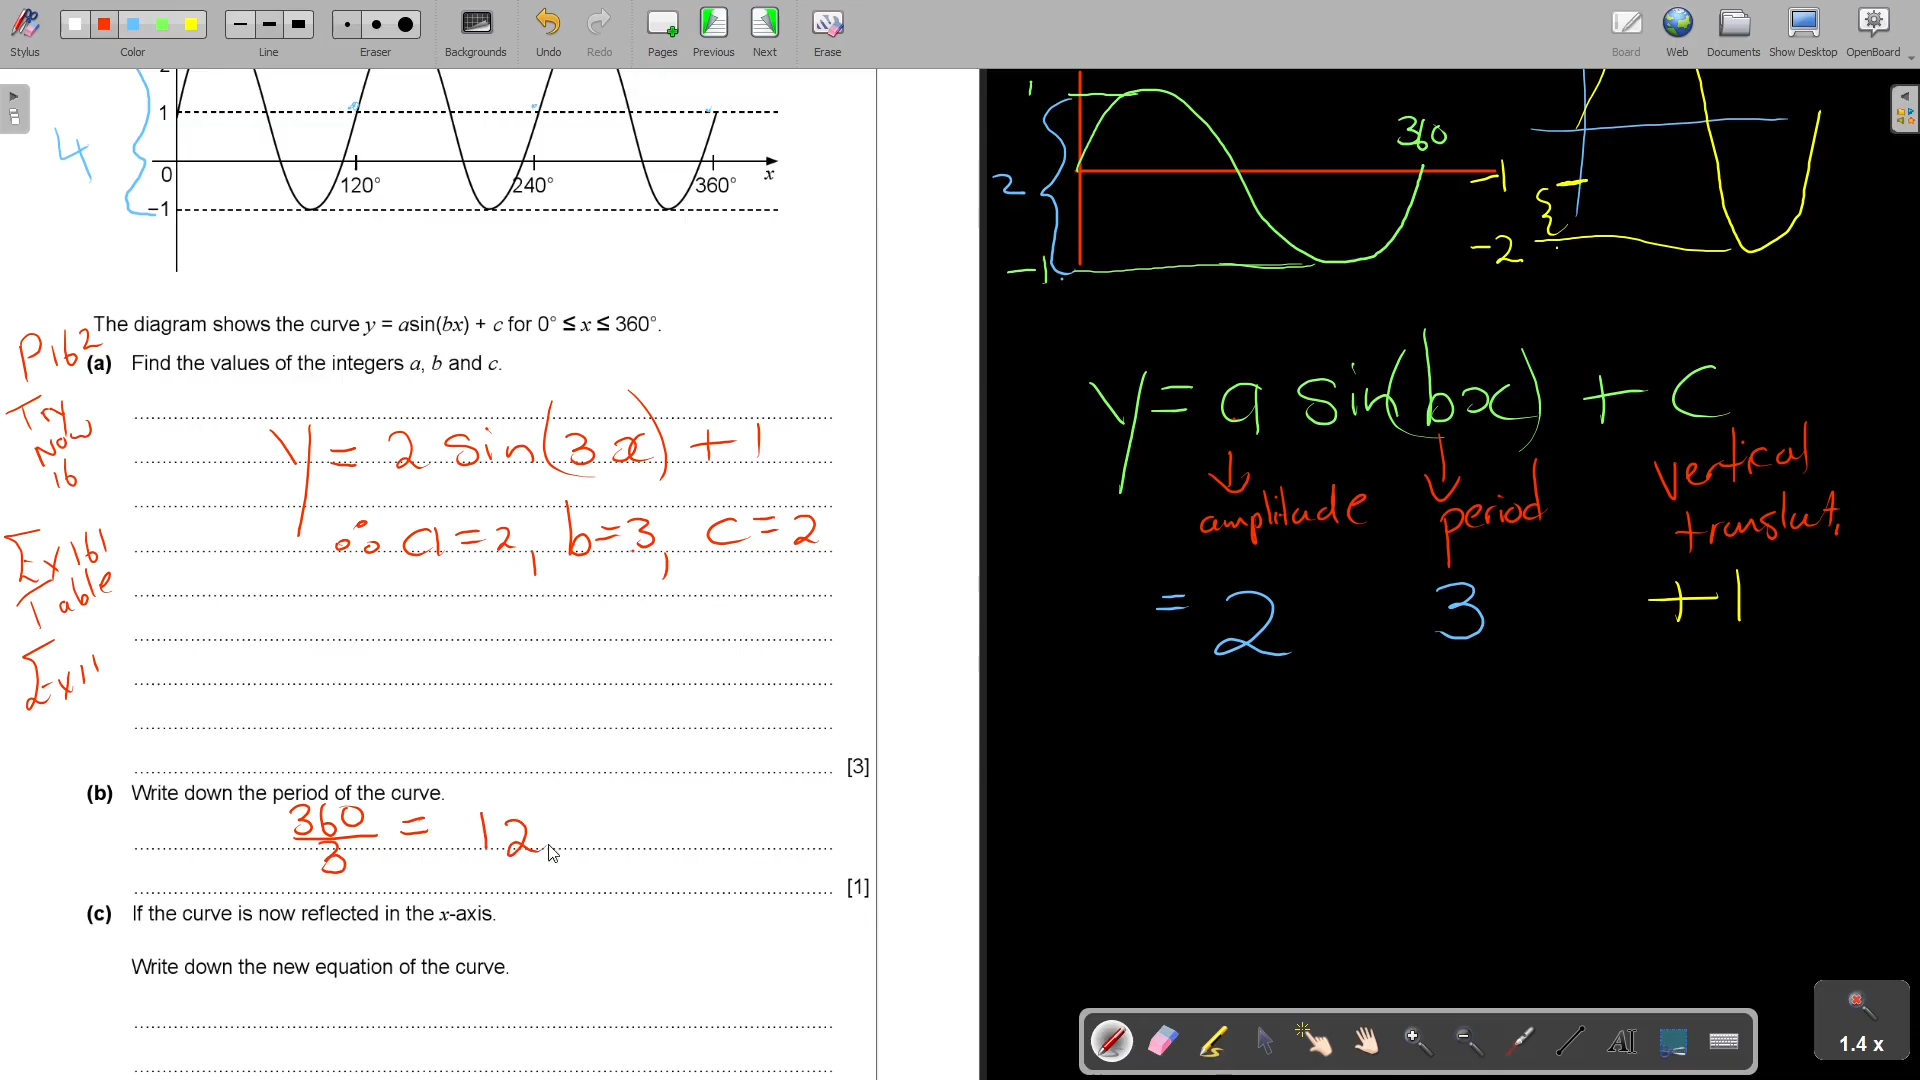 Stylus
Color
Line
Eraser
Backgrounds
Undo
Redo
Pages
Previous
Next
Erase
Board
Web
Documents
Show Desktop
OpenBoard
1
0
−1
120°
240°
360°
x
4
The diagram shows the curve y = asin(bx) + c for 0° ≤ x ≤ 360°.
P162
Try
Now
16
Ex 161
Table
Ex 11
(a) Find the values of the integers a, b and c.
y = 2 sin(3x) + 1
∴ a = 2, b = 3, c = 2
[3]
(b) Write down the period of the curve.
360/3 = 12
[1]
(c) If the curve is now reflected in the x-axis.
Write down the new equation of the curve.
1
2
−1
360
−1
−2
y = a sin(bx) + c
amplitude
period
vertical
translat.
= 2 3 +1
1.4 x